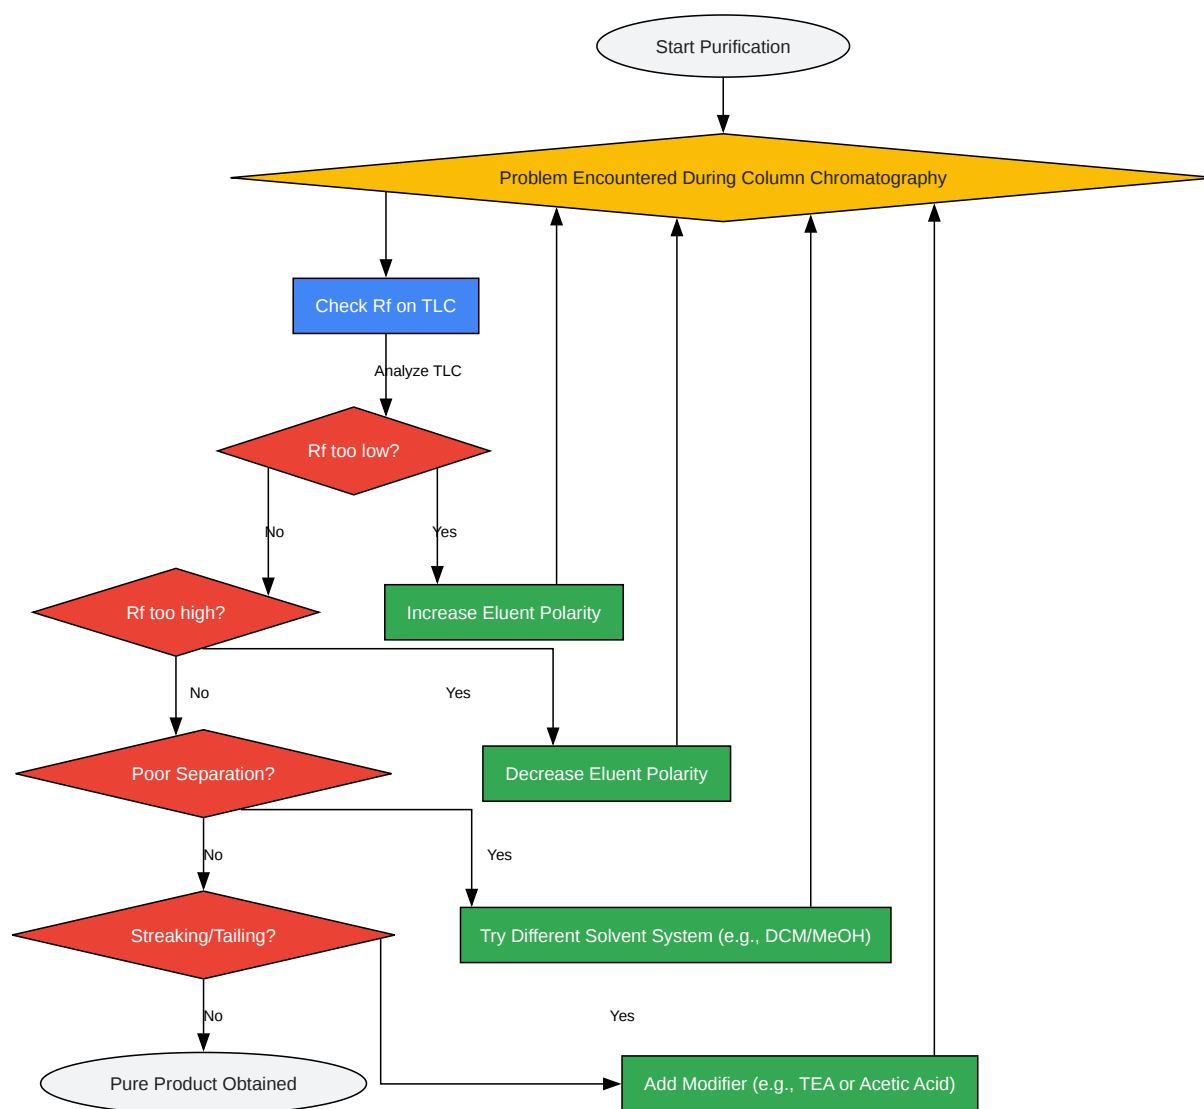 Start Purification
Problem Encountered During Column Chromatography
Check Rf on TLC
Analyze TLC
Rf too low?
No
Yes
Rf too high?
Increase Eluent Polarity
No
Yes
Poor Separation?
Decrease Eluent Polarity
No
Yes
Streaking/Tailing?
Try Different Solvent System (e.g., DCM/MeOH)
No
Yes
Pure Product Obtained
Add Modifier (e.g., TEA or Acetic Acid)